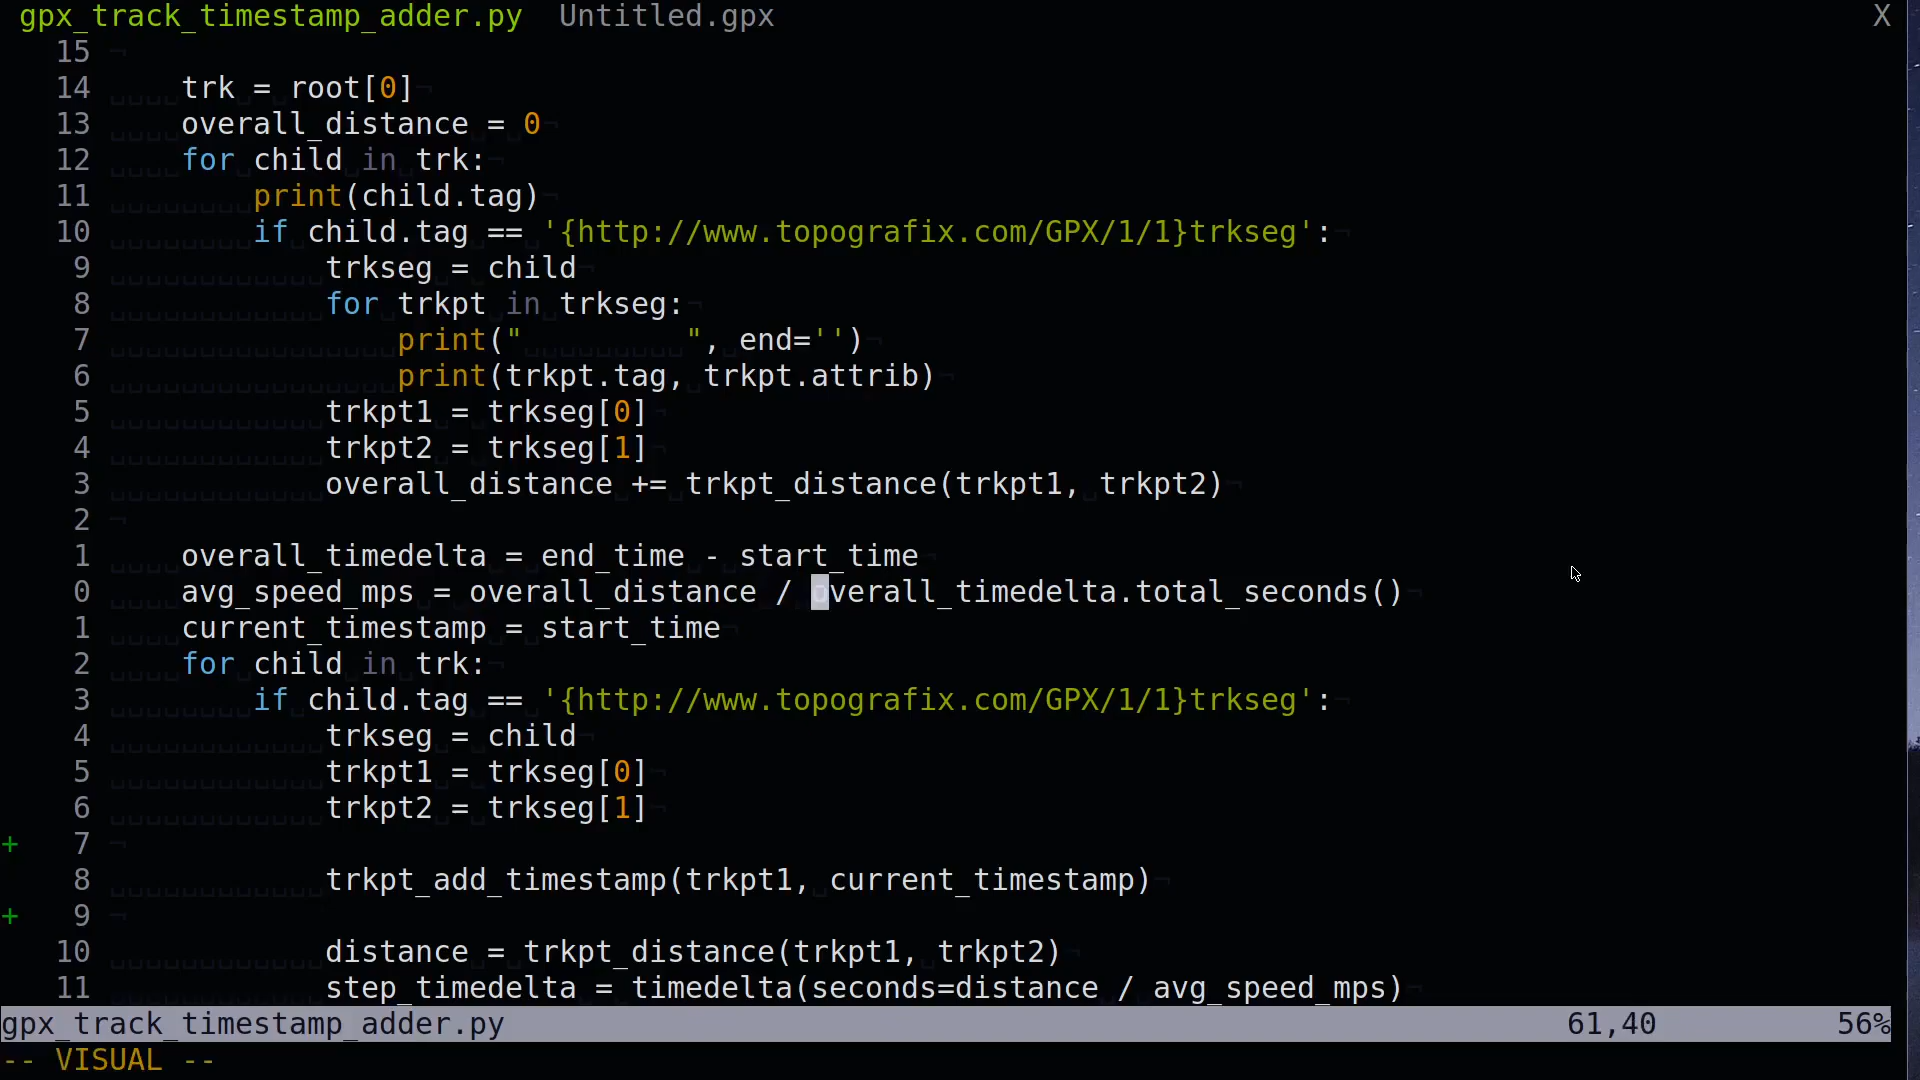 gpx_track_timestamp_adder.py  Untitled.gpx X
15 ¬
14     trk = root[0]¬
13     overall_distance = 0¬
12     for child in trk:¬
11         print(child.tag)¬
10         if child.tag == '{http://www.topografix.com/GPX/1/1}trkseg':¬
9             trkseg = child¬
8             for trkpt in trkseg:¬
7                 print("␣␣␣␣␣␣␣␣␣", end='')¬
6                 print(trkpt.tag, trkpt.attrib)¬
5             trkpt1 = trkseg[0]¬
4             trkpt2 = trkseg[1]¬
3             overall_distance += trkpt_distance(trkpt1, trkpt2)¬
2 ¬
1     overall_timedelta = end_time - start_time¬
0     avg_speed_mps = overall_distance / overall_timedelta.total_seconds()¬
1     current_timestamp = start_time¬
2     for child in trk:¬
3         if child.tag == '{http://www.topografix.com/GPX/1/1}trkseg':¬
4             trkseg = child¬
5             trkpt1 = trkseg[0]¬
6             trkpt2 = trkseg[1]¬
+ 7 ¬
8             trkpt_add_timestamp(trkpt1, current_timestamp)¬
+ 9 ¬
10             distance = trkpt_distance(trkpt1, trkpt2)¬
11             step_timedelta = timedelta(seconds=distance / avg_speed_mps)¬
gpx_track_timestamp_adder.py 61,40 56%
-- VISUAL --